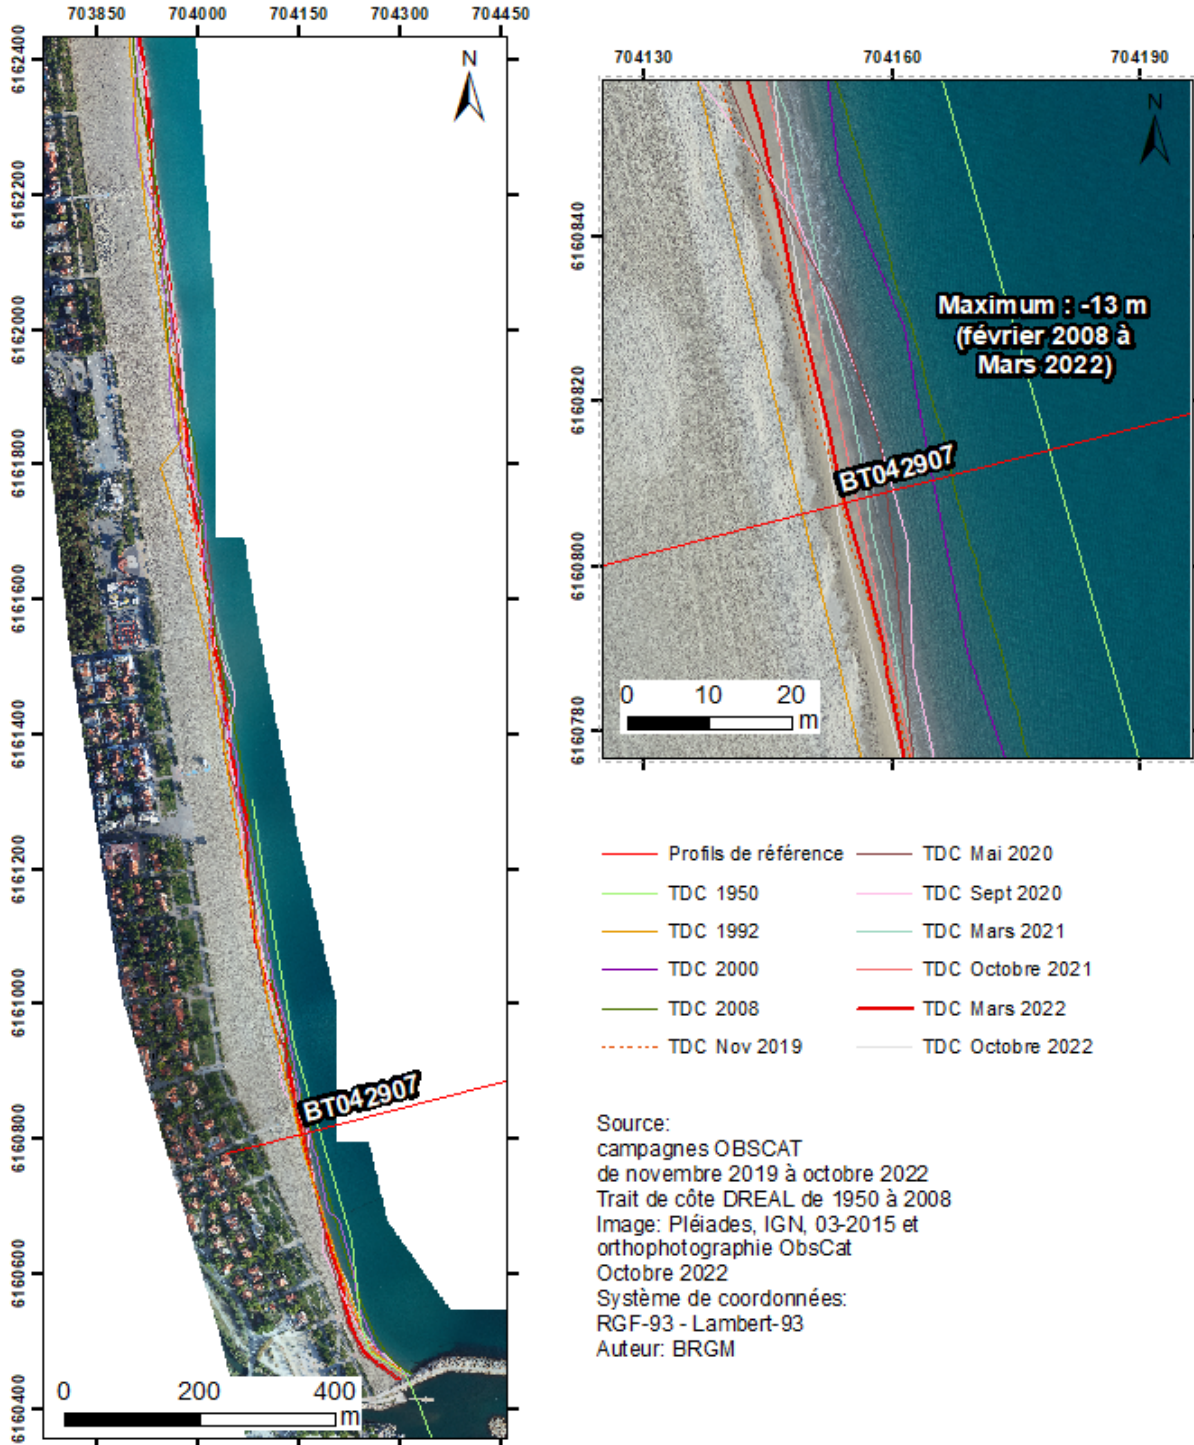 703850 704000 704150 704300 704450
6162400
6162200
6162000
6161800
6161600
6161400
6161200
6161000
6160800
6160600
6160400
N
BT042907
0 200 400
m
704130 704160 704190
6160840
6160820
6160800
6160780
N
Maximum : -13 m
(février 2008 à
Mars 2022)
BT042907
0 10 20
m
Profils de référence
TDC 1950
TDC 1992
TDC 2000
TDC 2008
TDC Nov 2019
TDC Mai 2020
TDC Sept 2020
TDC Mars 2021
TDC Octobre 2021
TDC Mars 2022
TDC Octobre 2022
Source:
campagnes OBSCAT
de novembre 2019 à octobre 2022
Trait de côte DREAL de 1950 à 2008
Image: Pléiades, IGN, 03-2015 et
orthophotographie ObsCat
Octobre 2022
Système de coordonnées:
RGF-93 - Lambert-93
Auteur: BRGM